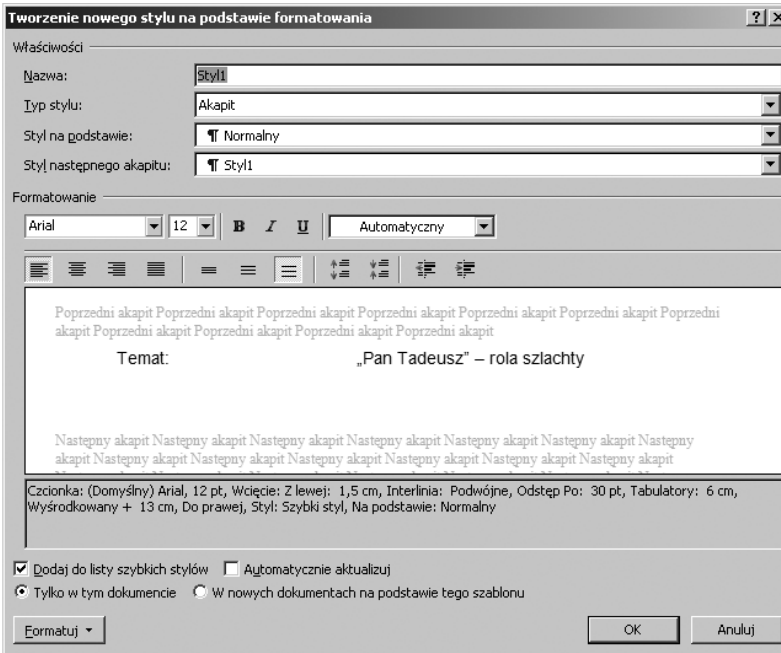 Tworzenie nowego stylu na podstawie formatowania
Właściwości
Nazwa: Styl1
Typ stylu: Akapit
Styl na podstawie: ¶ Normalny
Styl następnego akapitu: ¶ Styl1
Formatowanie
Arial 12 B I U Automatyczny
Poprzedni akapit Poprzedni akapit Poprzedni akapit Poprzedni akapit Poprzedni akapit Poprzedni akapit Poprzedni
akapit Poprzedni akapit Poprzedni akapit Poprzedni akapit Poprzedni akapit
Temat: „Pan Tadeusz” – rola szlachty
Następny akapit Następny akapit Następny akapit Następny akapit Następny akapit Następny akapit Następny
akapit Następny akapit Następny akapit Następny akapit Następny akapit Następny akapit Następny akapit
Czcionka: (Domyślny) Arial, 12 pt, Wcięcie: Z lewej: 1,5 cm, Interlinia: Podwójne, Odstęp Po: 30 pt, Tabulatory: 6 cm,
Wyśrodkowany + 13 cm, Do prawej, Styl: Szybki styl, Na podstawie: Normalny
Dodaj do listy szybkich stylów Automatycznie aktualizuj
Tylko w tym dokumencie W nowych dokumentach na podstawie tego szablonu
Formatuj OK Anuluj